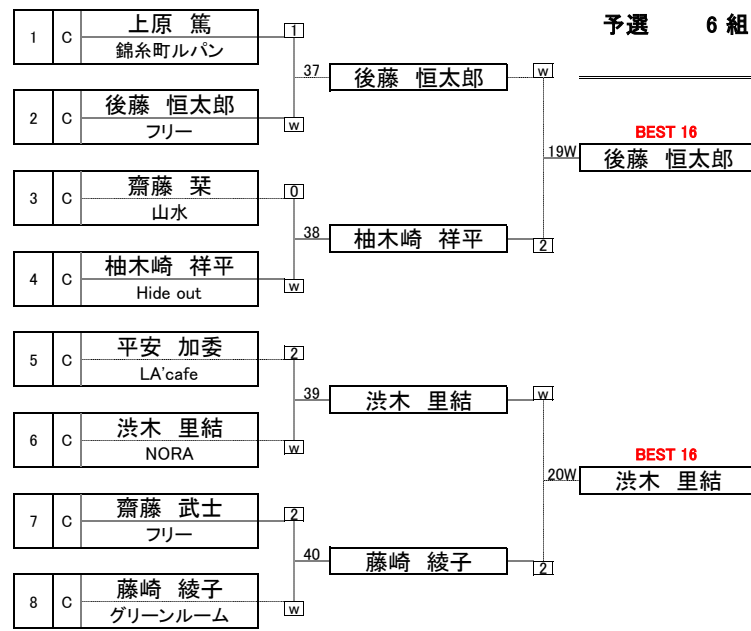 予選 6 組
1 C 上原 篤 1
錦糸町ルパン
37 後藤 恒太郎 W
2 C 後藤 恒太郎
フリー W
BEST 16
19W 後藤 恒太郎
3 C 齋藤 栞 0
山水
38 柚木崎 祥平 2
4 C 柚木崎 祥平
Hide out W
5 C 平安 加委 2
LA'cafe
39 渋木 里結 W
6 C 渋木 里結
NORA W
BEST 16
20W 渋木 里結
7 C 齋藤 武士 2
フリー
40 藤崎 綾子 2
8 C 藤崎 綾子
グリーンルーム W